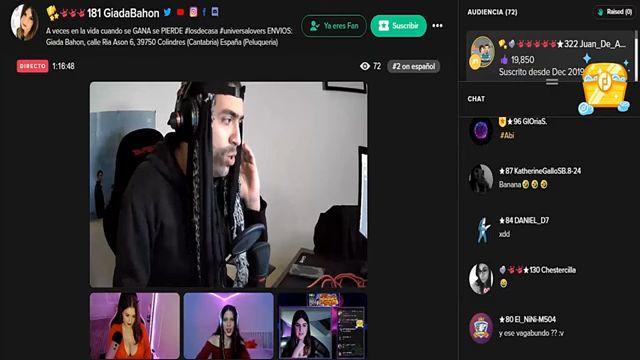 181 GiadaBahon
A veces en la vida cuando se GANA se PIERDE #losdecasa #universalovers ENVIOS:
Giada Bahon, calle Ria Ason 6, 39750 Colindres (Cantabria) España (Peluqueria)
Ya eres Fan
Suscribir
DIRECTO
1:16:48
72
#2 en español
AUDIENCIA (72)
Raised (0)
#1
★322 Juan_De_A...
19,850
Suscrito desde Dec 2019
CHAT
★96 GlOriaS.
#Abi
★87 KatherineGalloSB.8-24
Banana
★84 DANIEL_D7
xdd
★130 Chestercilla
★80 El_NiNi-M504
y ese vagabundo ?? :v